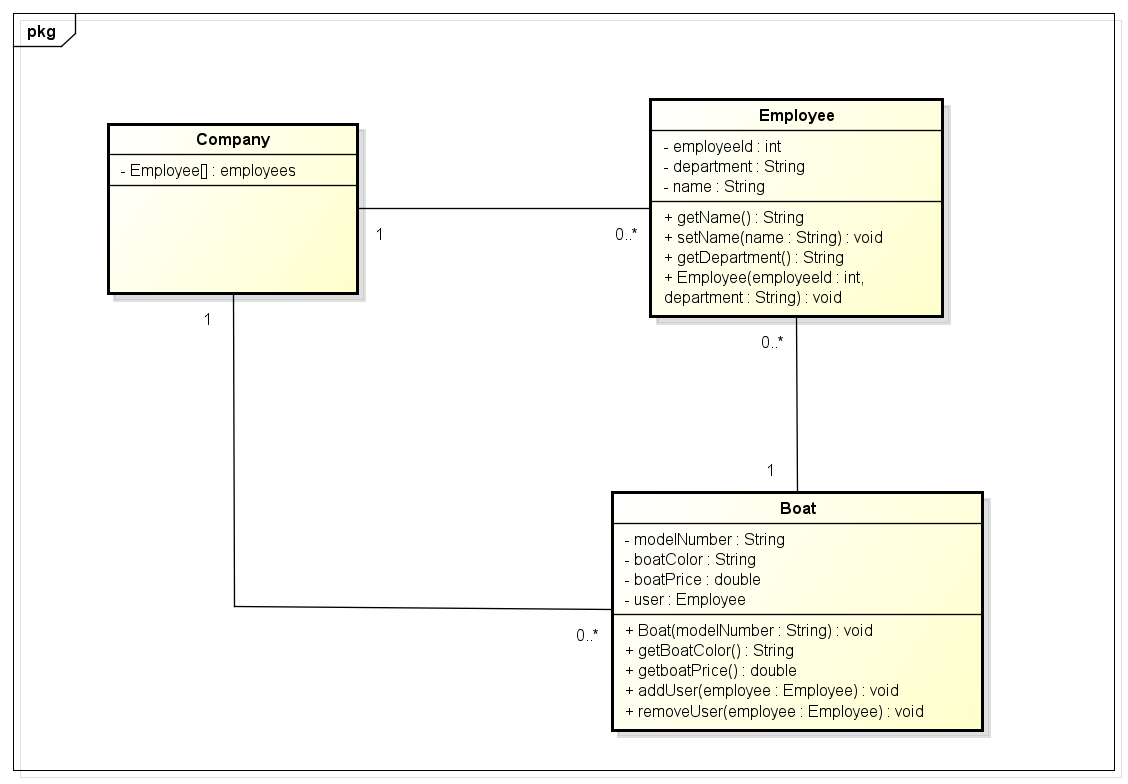 pkg
Company
- Employee[] : employees
1
0..*
1
Employee
- employeeId : int
- department : String
- name : String
+ getName() : String
+ setName(name : String) : void
+ getDepartment() : String
+ Employee(employeeId : int,
department : String) : void
0..*
1
0..*
Boat
- modelNumber : String
- boatColor : String
- boatPrice : double
- user : Employee
+ Boat(modelNumber : String) : void
+ getBoatColor() : String
+ getboatPrice() : double
+ addUser(employee : Employee) : void
+ removeUser(employee : Employee) : void